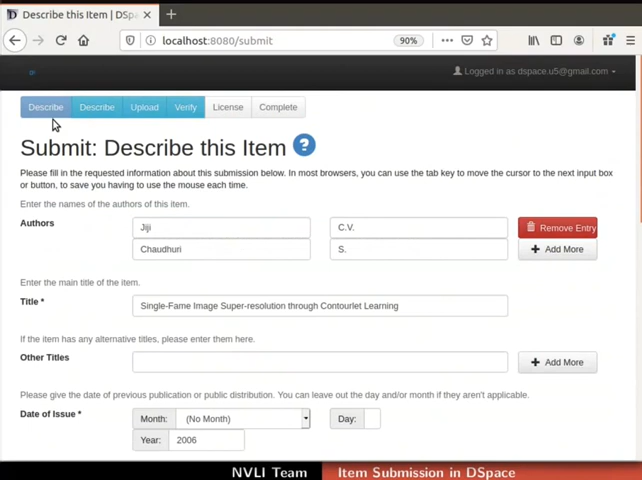 Describe this Item | DSpa
localhost:8080/submit
90%
Logged in as dspace.u5@gmail.com
Describe Describe Upload Verify License Complete
Submit: Describe this Item ?
Please fill in the requested information about this submission below. In most browsers, you can use the tab key to move the cursor to the next input box
or button, to save you having to use the mouse each time.
Enter the names of the authors of this item.
Authors Jiji C.V. Remove Entry
Chaudhuri S. Add More
Enter the main title of the item.
Title * Single-Fame Image Super-resolution through Contourlet Learning
If the item has any alternative titles, please enter them here.
Other Titles Add More
Please give the date of previous publication or public distribution. You can leave out the day and/or month if they aren't applicable.
Date of Issue * Month: (No Month) Day:
Year: 2006
NVLI Team Item Submission in DSpace